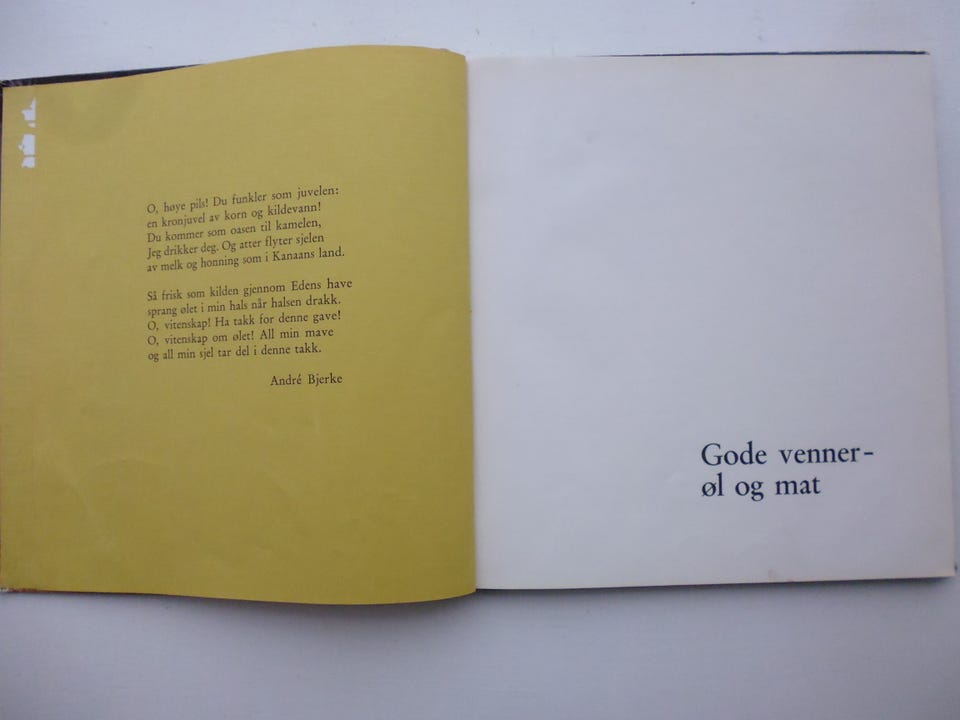 O, høye pils! Du funkler som juvelen:
en kronjuvel av korn og kildevann!
Du kommer som oasen til kamelen,
Jeg drikker deg. Og atter flyter sjelen
av melk og honning som i Kanaans land.
Så frisk som kilden gjennom Edens have
sprang ølet i min hals når halsen drakk.
O, vitenskap! Ha takk for denne gave!
O, vitenskap om ølet! All min mave
og all min sjel tar del i denne takk.
André Bjerke
Gode venner-
øl og mat